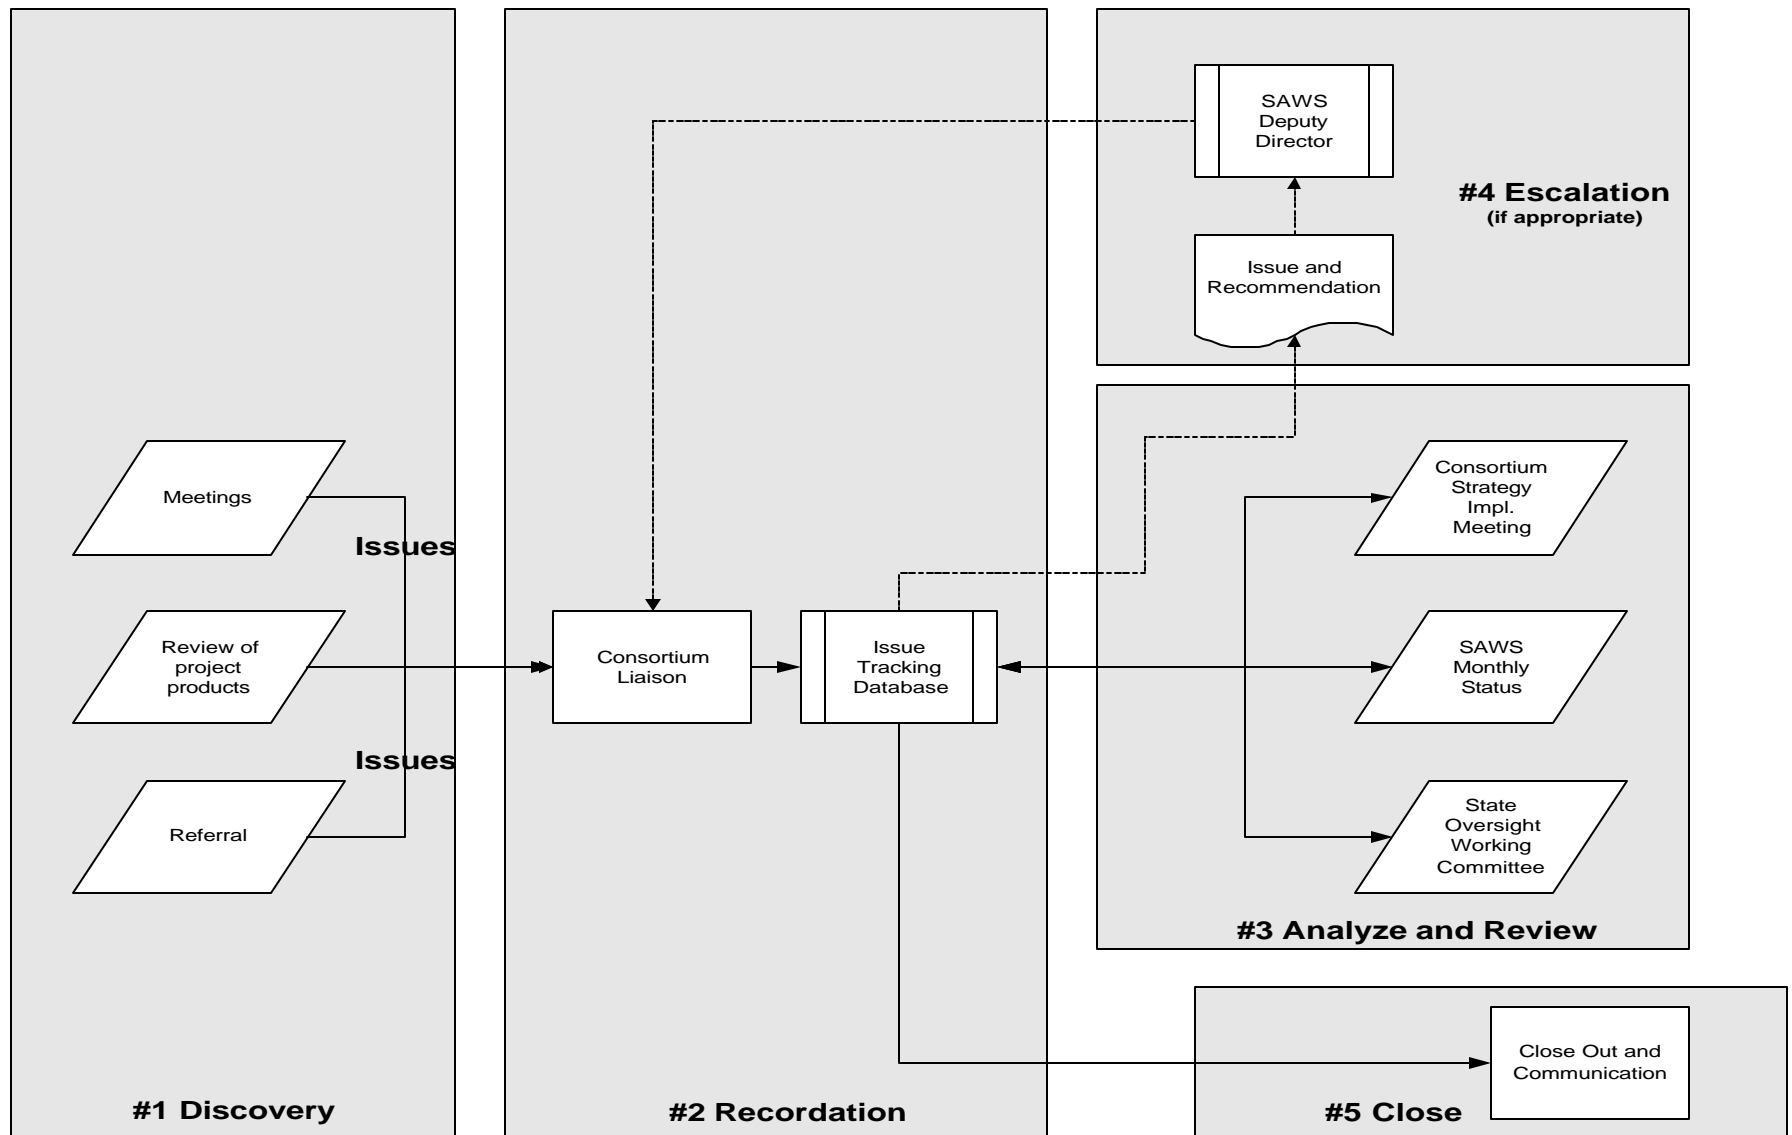 Meetings
Issues
Review of
project
products
Issues
Referral
#1 Discovery
Consortium
Liaison
Issue
Tracking
Database
#2 Recordation
SAWS
Deputy
Director
#4 Escalation
(if appropriate)
Issue and
Recommendation
Consortium
Strategy
Impl.
Meeting
SAWS
Monthly
Status
State
Oversight
Working
Committee
#3 Analyze and Review
Close Out and
Communication
#5 Close